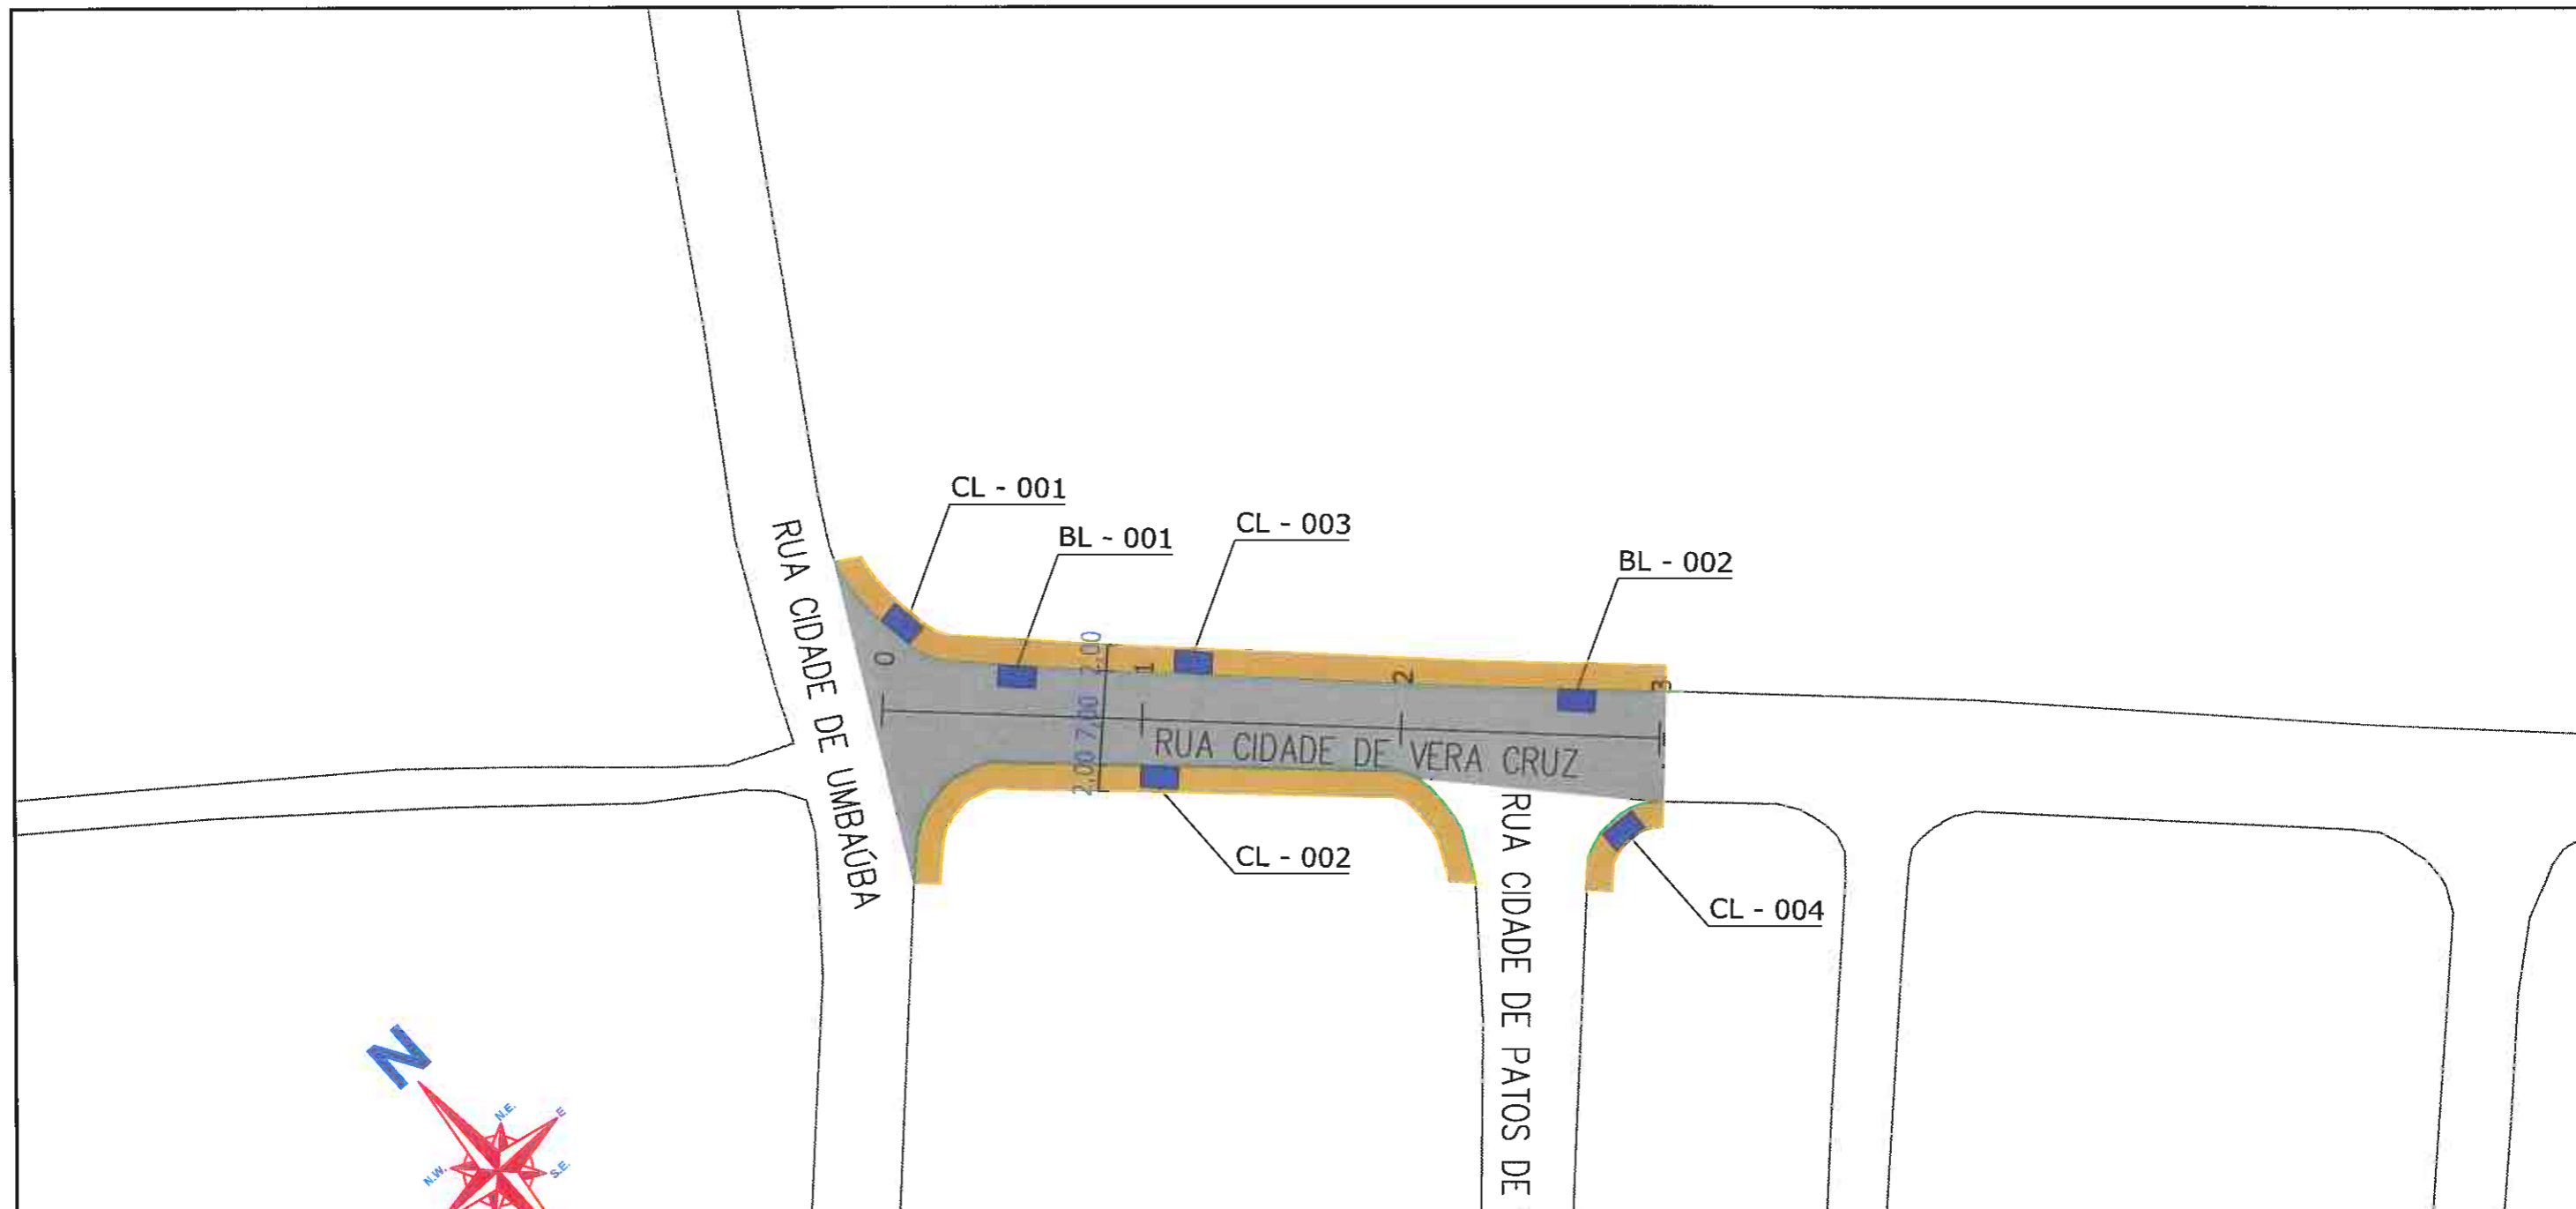 CL - 001
BL - 001
CL - 003
BL - 002
RUA CIDADE DE UMBAÚBA
0
1
2
3
2,00
7,00
2,00
RUA CIDADE DE VERA CRUZ
CL - 002
CL - 004
RUA CIDADE DE PATOS DE
N
N.E.
E
N.W.
S.E.